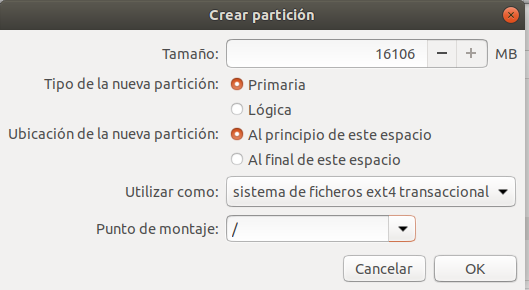 Crear partición
Tamaño: 16106 − + MB
Tipo de la nueva partición: Primaria
Lógica
Ubicación de la nueva partición: Al principio de este espacio
Al final de este espacio
Utilizar como: sistema de ficheros ext4 transaccional
Punto de montaje: /
Cancelar OK